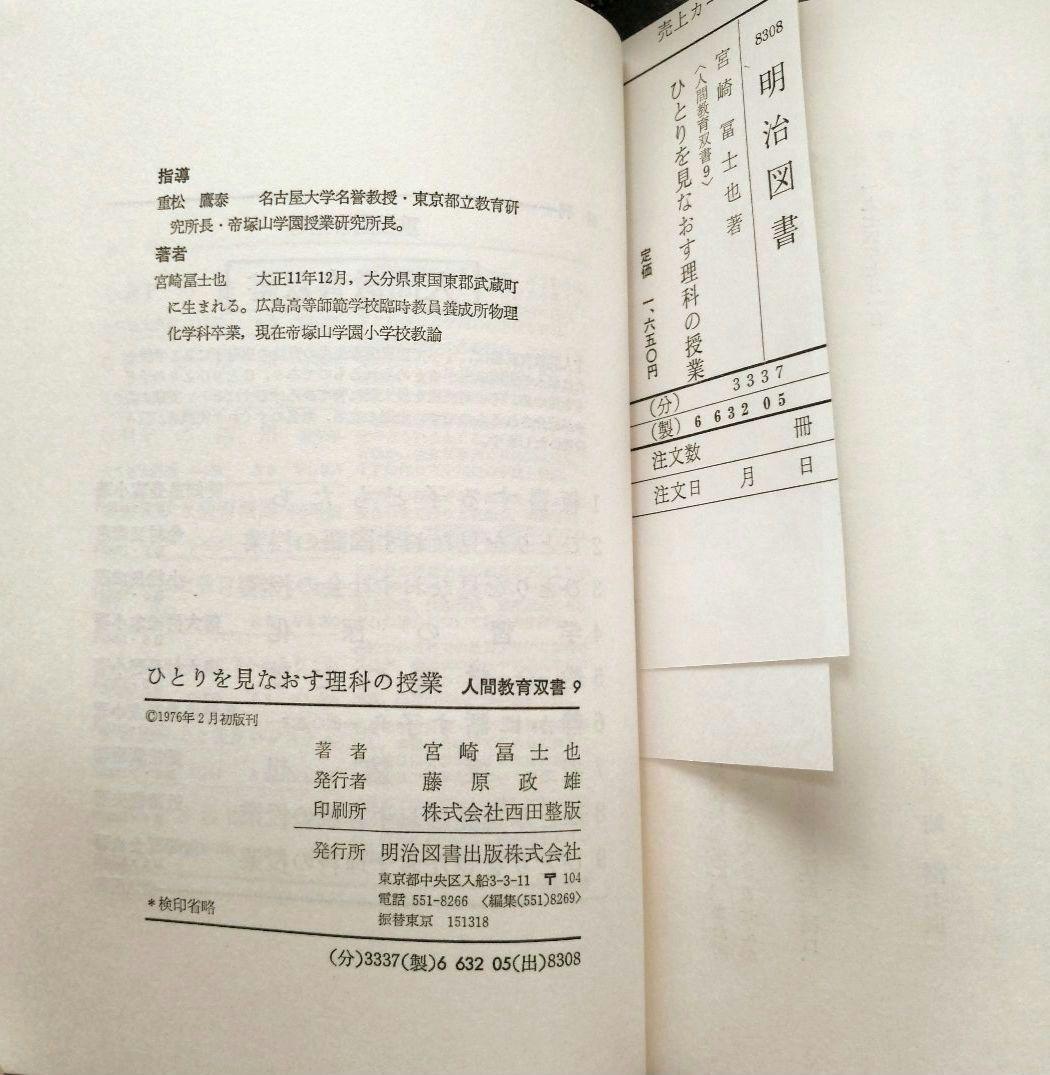 指導
重松 鷹泰 名古屋大学名誉教授・東京都立教育研
究所長・帝塚山学園授業研究所長。
著者
宮崎冨士也 大正11年12月，大分県東国東郡武蔵町
に生まれる。広島高等師範学校臨時教員養成所物理
化学科卒業，現在帝塚山学園小学校教諭
ひとりを見なおす理科の授業 人間教育双書 9
©1976年2月初版刊
著者 宮崎冨士也
発行者 藤原政雄
印刷所 株式会社西田整版
発行所 明治図書出版株式会社
東京都中央区入船3-3-11 〒104
電話 551-8266 〈編集(551)8269〉
振替東京 151318
*検印省略
(分)3337(製)6 632 05(出)8308
売上カー
8308
明治図書
宮崎冨士也著
〈人間教育双書9〉
ひとりを見なおす理科の授業
定価 一、六五〇円
(分) 3337
(製) 6 632 05
注文数 冊
注文日 月 日